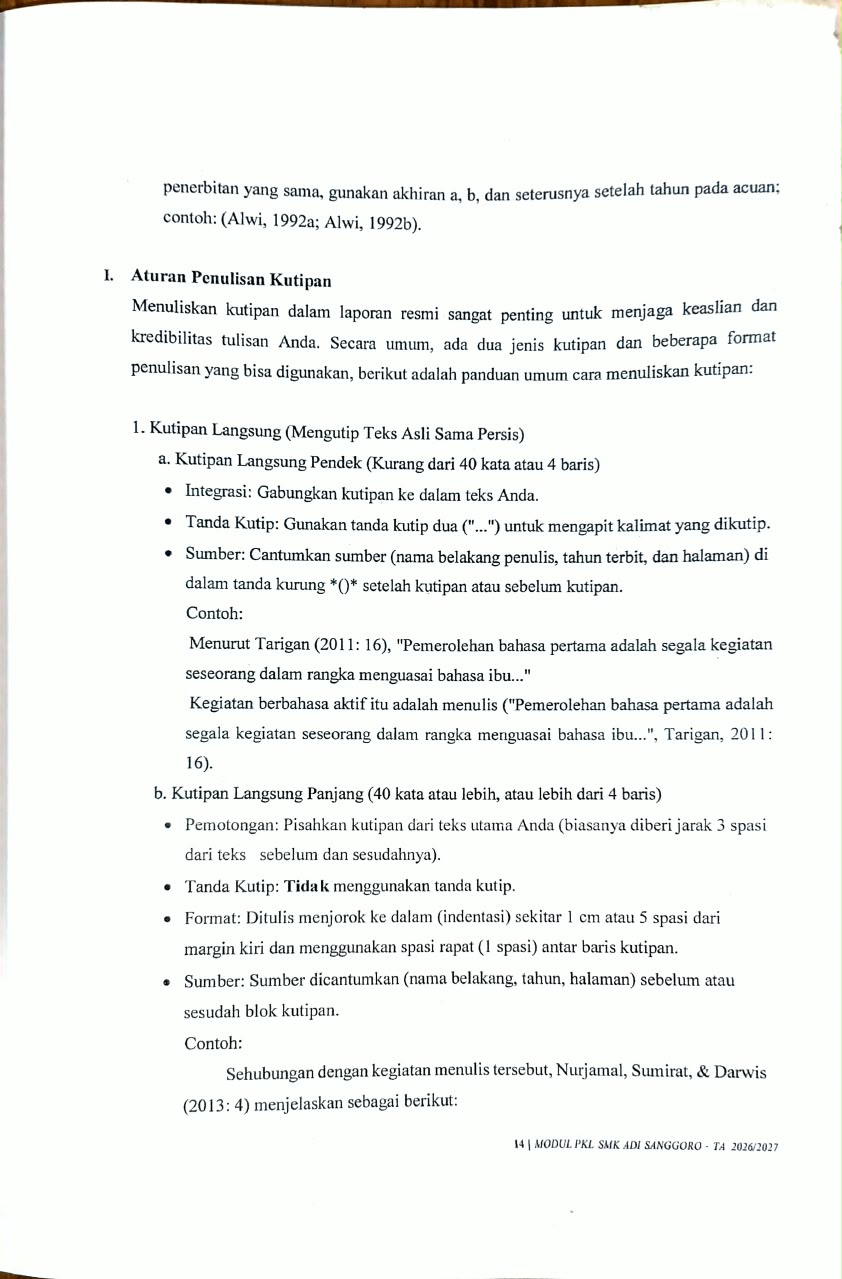 penerbitan yang sama, gunakan akhiran a, b, dan seterusnya setelah tahun pada acuan;
contoh: (Alwi, 1992a; Alwi, 1992b).
I. Aturan Penulisan Kutipan
Menuliskan kutipan dalam laporan resmi sangat penting untuk menjaga keaslian dan
kredibilitas tulisan Anda. Secara umum, ada dua jenis kutipan dan beberapa format
penulisan yang bisa digunakan, berikut adalah panduan umum cara menuliskan kutipan:
1. Kutipan Langsung (Mengutip Teks Asli Sama Persis)
a. Kutipan Langsung Pendek (Kurang dari 40 kata atau 4 baris)
• Integrasi: Gabungkan kutipan ke dalam teks Anda.
• Tanda Kutip: Gunakan tanda kutip dua ("...") untuk mengapit kalimat yang dikutip.
• Sumber: Cantumkan sumber (nama belakang penulis, tahun terbit, dan halaman) di
dalam tanda kurung *()* setelah kutipan atau sebelum kutipan.
Contoh:
Menurut Tarigan (2011: 16), "Pemerolehan bahasa pertama adalah segala kegiatan
seseorang dalam rangka menguasai bahasa ibu..."
Kegiatan berbahasa aktif itu adalah menulis ("Pemerolehan bahasa pertama adalah
segala kegiatan seseorang dalam rangka menguasai bahasa ibu...", Tarigan, 2011:
16).
b. Kutipan Langsung Panjang (40 kata atau lebih, atau lebih dari 4 baris)
• Pemotongan: Pisahkan kutipan dari teks utama Anda (biasanya diberi jarak 3 spasi
dari teks sebelum dan sesudahnya).
• Tanda Kutip: Tidak menggunakan tanda kutip.
• Format: Ditulis menjorok ke dalam (indentasi) sekitar 1 cm atau 5 spasi dari
margin kiri dan menggunakan spasi rapat (1 spasi) antar baris kutipan.
• Sumber: Sumber dicantumkan (nama belakang, tahun, halaman) sebelum atau
sesudah blok kutipan.
Contoh:
Sehubungan dengan kegiatan menulis tersebut, Nurjamal, Sumirat, & Darwis
(2013: 4) menjelaskan sebagai berikut:
14 | MODUL PKL SMK ADI SANGGORO - TA 2026/2027